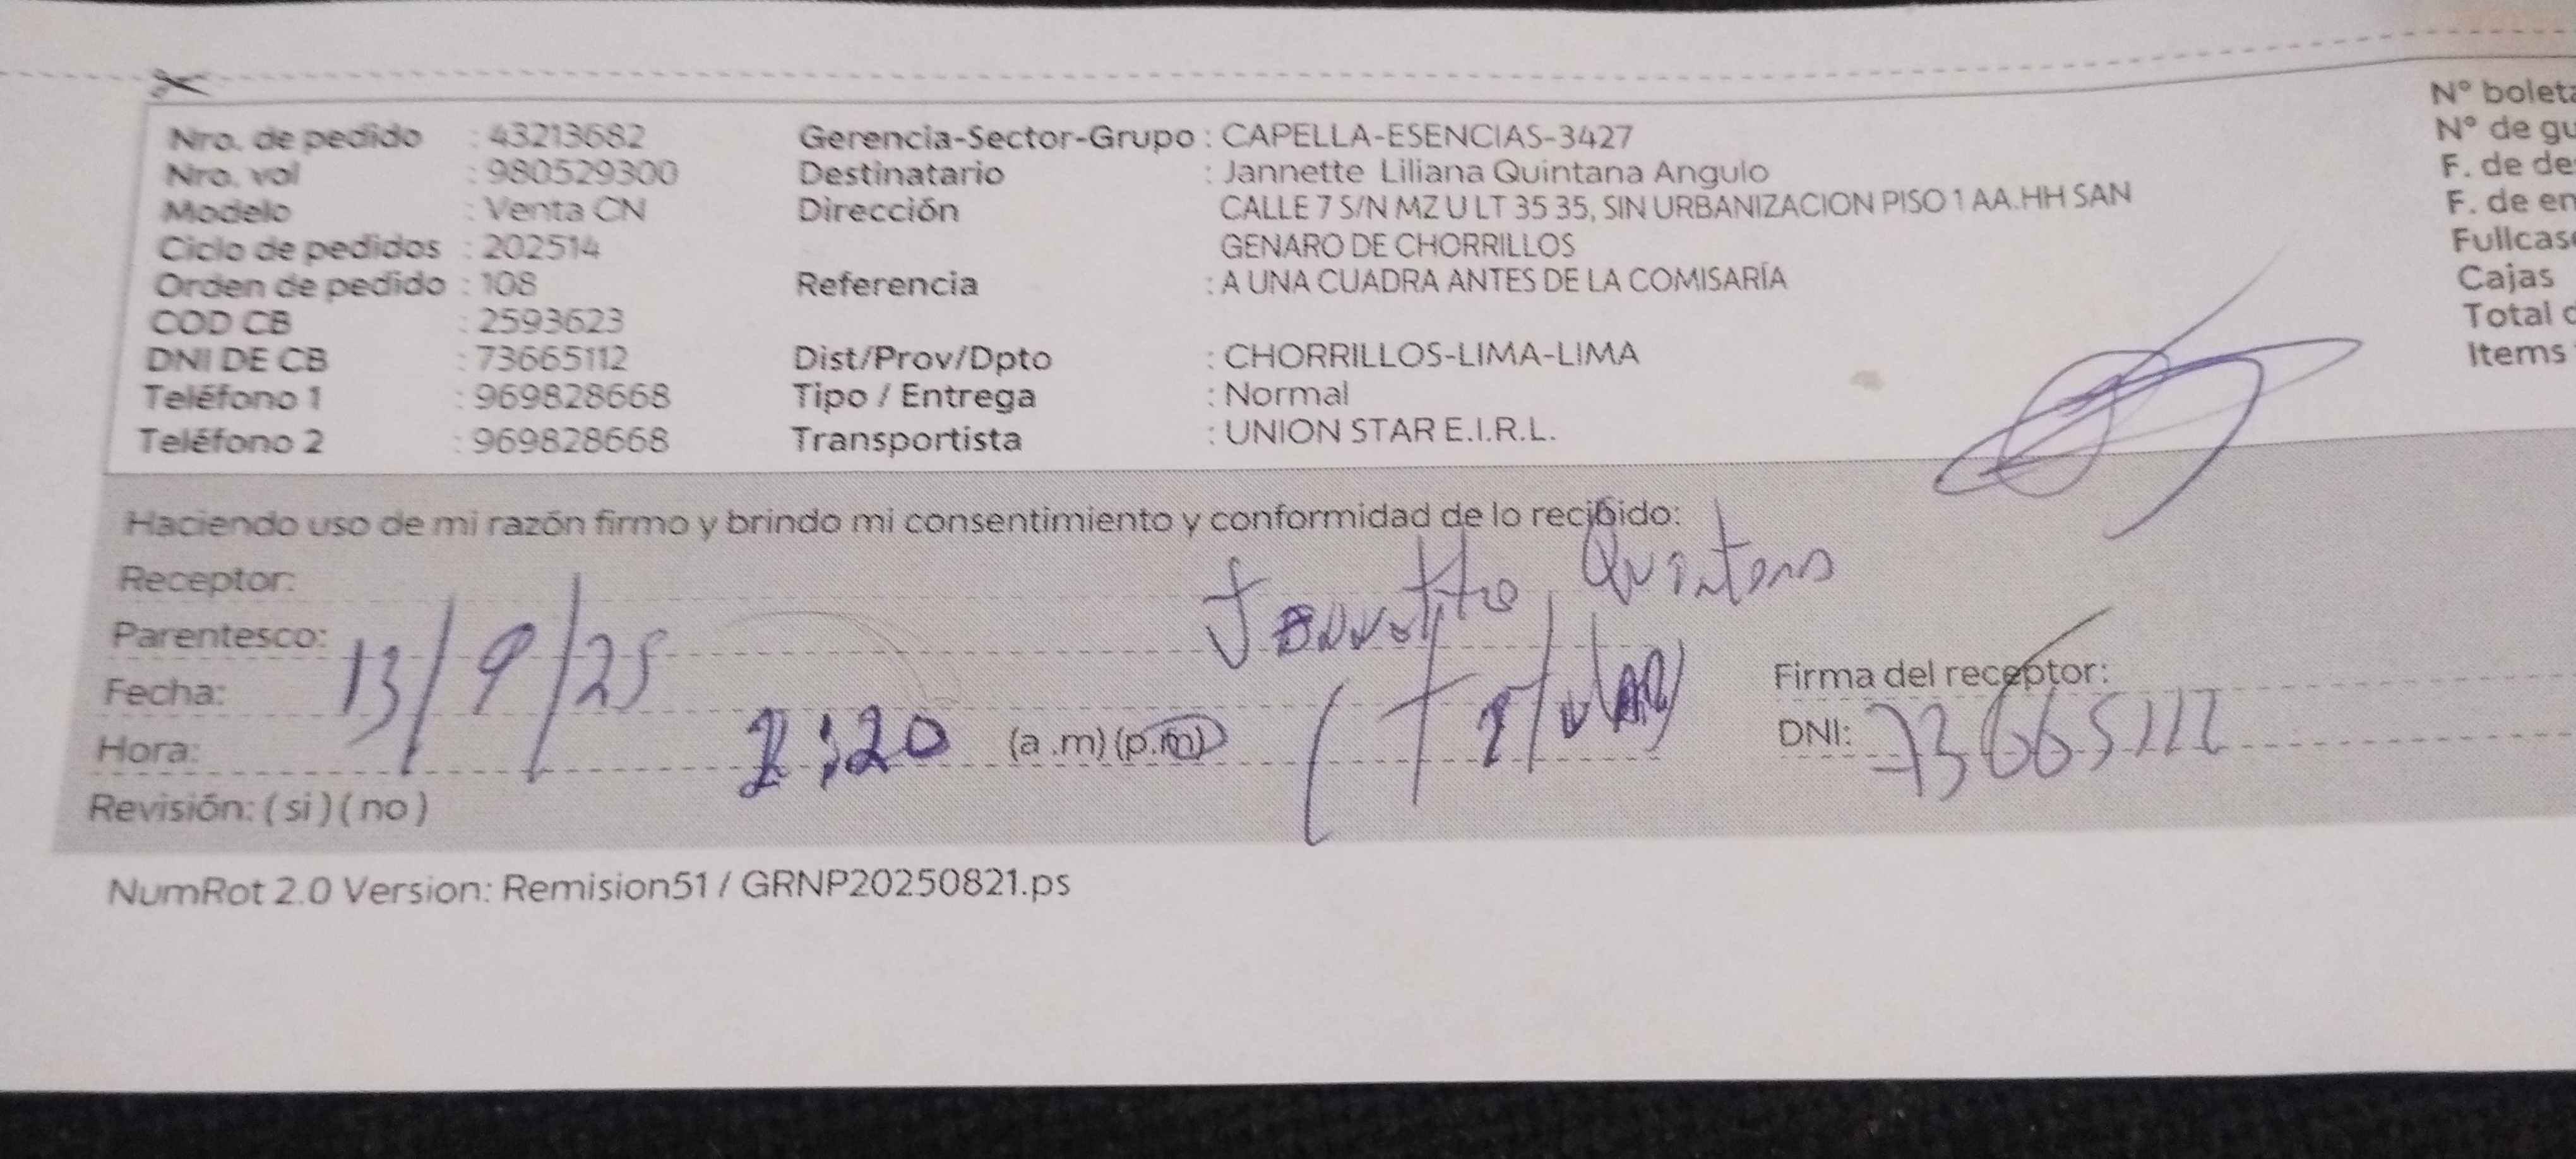 Nro. de pedido : 43213682 Gerencia-Sector-Grupo : CAPELLA-ESENCIAS-3427 N° boleta
Nro. vol : 980529300 Destinatario : Jannette Liliana Quintana Angulo N° de gu
Modelo : Venta CN Dirección CALLE 7 S/N MZ U LT 35 35, SIN URBANIZACION PISO 1 AA.HH SAN F. de de
Ciclo de pedidos : 202514 GENARO DE CHORRILLOS F. de en
Orden de pedido : 108 Referencia : A UNA CUADRA ANTES DE LA COMISARÍA Fullcas
COD CB : 2593623 Cajas
DNI DE CB : 73665112 Dist/Prov/Dpto : CHORRILLOS-LIMA-LIMA Total
Teléfono 1 : 969828668 Tipo / Entrega : Normal Items
Teléfono 2 : 969828668 Transportista : UNION STAR E.I.R.L.
Haciendo uso de mi razón firmo y brindo mi consentimiento y conformidad de lo recibido:
Receptor: Jannette Quintana
Parentesco: (Titular)
Fecha: 13/9/25 Firma del receptor:
Hora: :20 (a .m) (p.m) DNI: 73665112
Revisión: ( si ) ( no )
NumRot 2.0 Version: Remision51 / GRNP20250821.ps